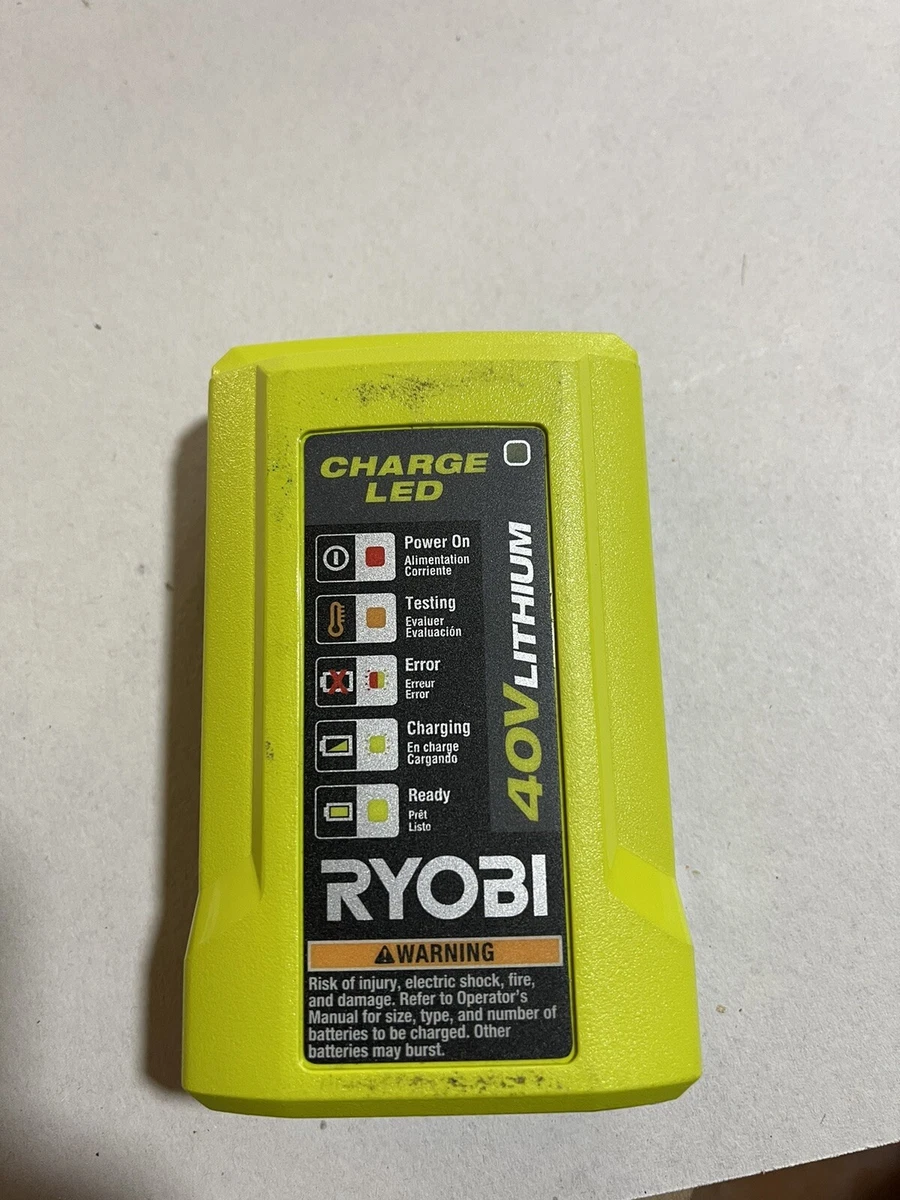 CHARGE
LED
Power On
Alimentation
Corriente
Testing
Evaluer
Evaluación
Error
Erreur
Error
Charging
En charge
Cargando
Ready
Prêt
Listo
40V LITHIUM
RYOBI
WARNING
Risk of injury, electric shock, fire,
and damage. Refer to Operator's
Manual for size, type, and number of
batteries to be charged. Other
batteries may burst.